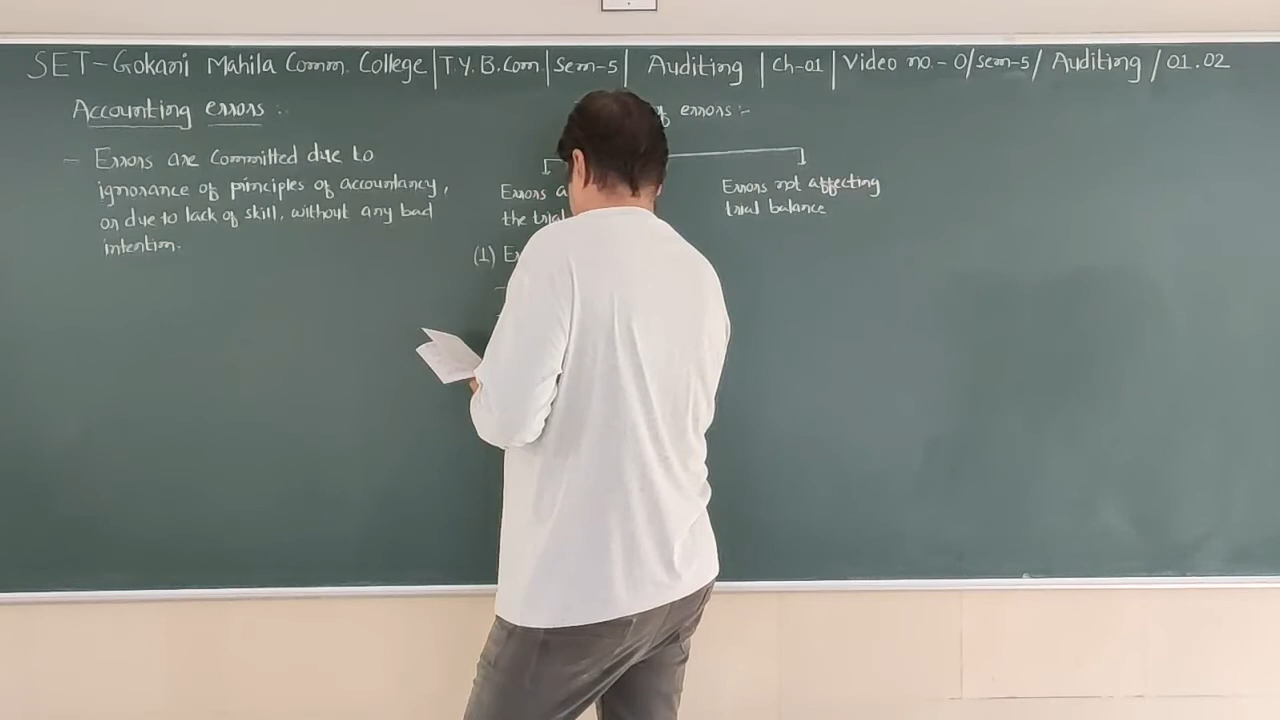 SET-Gokani Mahila Comm. College | T.Y.B.Com | Sem-5 | Auditing | Ch-01 | Video no.- 0/sem-5/ Auditing / 01.02
Accounting errors :
- Errors are committed due to
ignorance of principles of accountancy,
or due to lack of skill, without any bad
intention.
of errors :-
Errors
the
(1)
Errors not affecting
trial balance